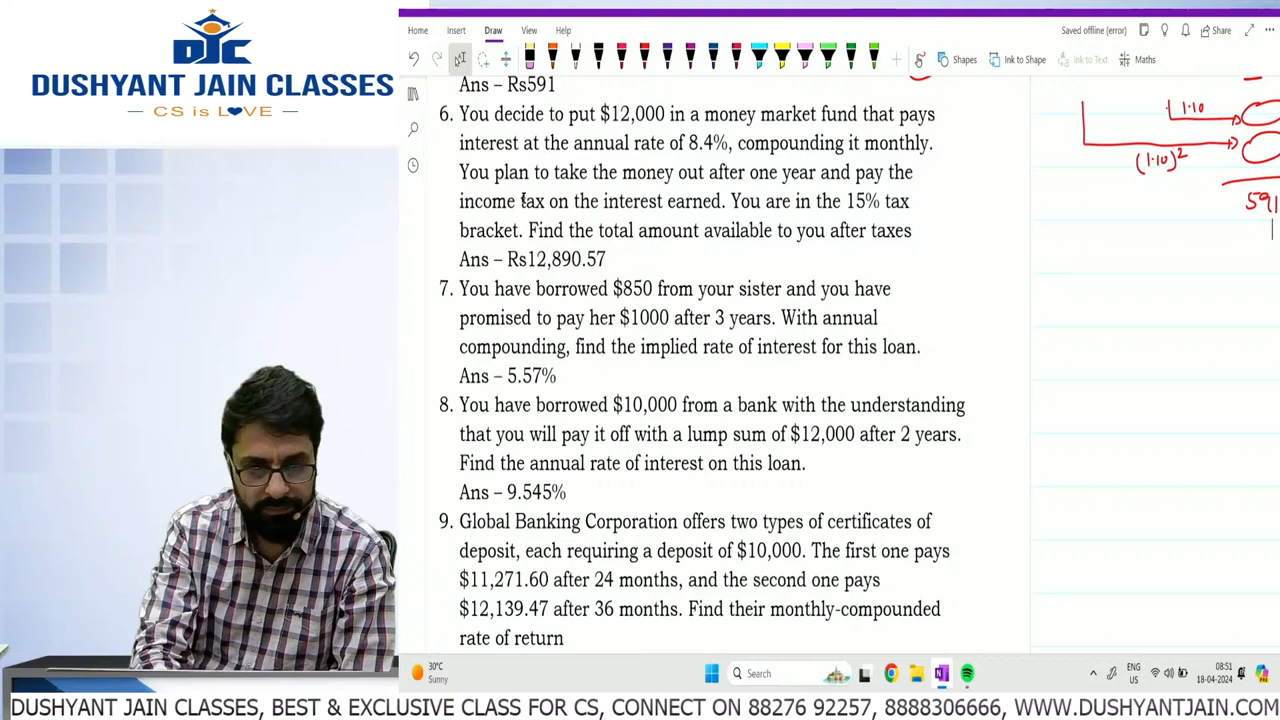 DJC
DUSHYANT JAIN CLASSES
CS is L VE
Home Insert Draw View Help
Saved offline (error) Share
Shapes Ink to Shape Ink to Text Maths
Ans – Rs591
6. You decide to put $12,000 in a money market fund that pays
interest at the annual rate of 8.4%, compounding it monthly.
You plan to take the money out after one year and pay the
income tax on the interest earned. You are in the 15% tax
bracket. Find the total amount available to you after taxes
Ans – Rs12,890.57
7. You have borrowed $850 from your sister and you have
promised to pay her $1000 after 3 years. With annual
compounding, find the implied rate of interest for this loan.
Ans – 5.57%
8. You have borrowed $10,000 from a bank with the understanding
that you will pay it off with a lump sum of $12,000 after 2 years.
Find the annual rate of interest on this loan.
Ans – 9.545%
9. Global Banking Corporation offers two types of certificates of
deposit, each requiring a deposit of $10,000. The first one pays
$11,271.60 after 24 months, and the second one pays
$12,139.47 after 36 months. Find their monthly-compounded
rate of return
1.10
(1.10)2
591
30°C
Sunny
Search
ENG
US
08:51
18-04-2024
DUSHYANT JAIN CLASSES, BEST & EXCLUSIVE CLASS FOR CS, CONNECT ON 88276 92257, 8888306666, WWW.DUSHYANTJAIN.COM